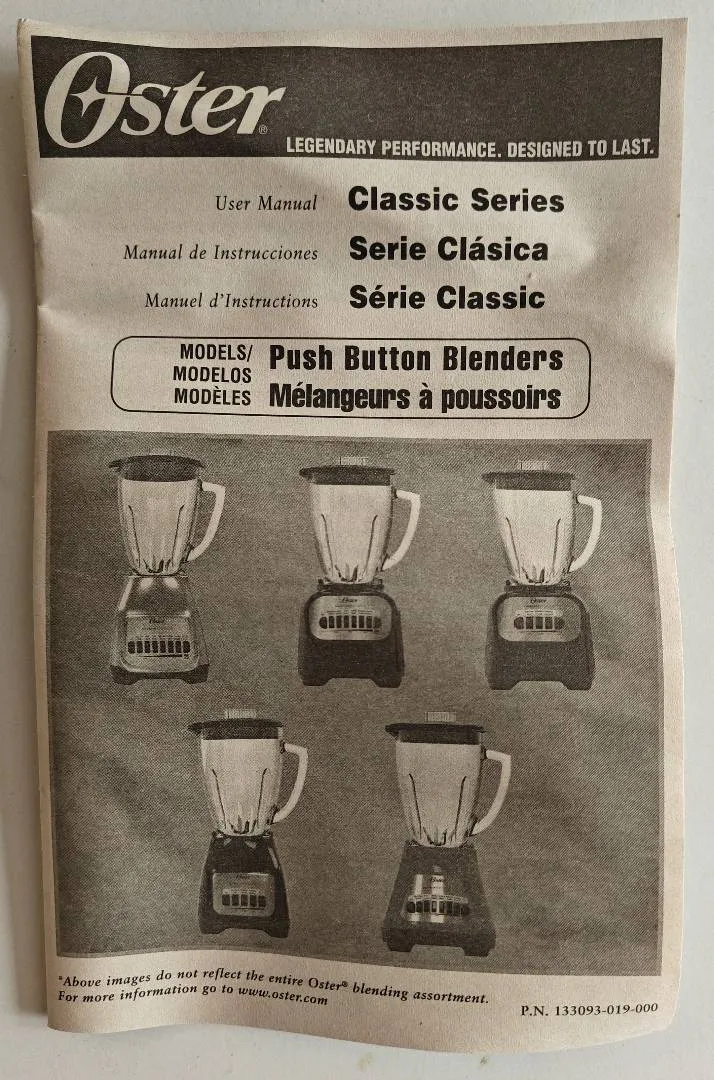 Oster®
LEGENDARY PERFORMANCE. DESIGNED TO LAST.
User Manual Classic Series
Manual de Instrucciones Serie Clásica
Manuel d'Instructions Série Classic
MODELS/
MODELOS
MODÈLES
Push Button Blenders
Mélangeurs à poussoirs
*Above images do not reflect the entire Oster® blending assortment.
For more information go to www.oster.com
P.N. 133093-019-000